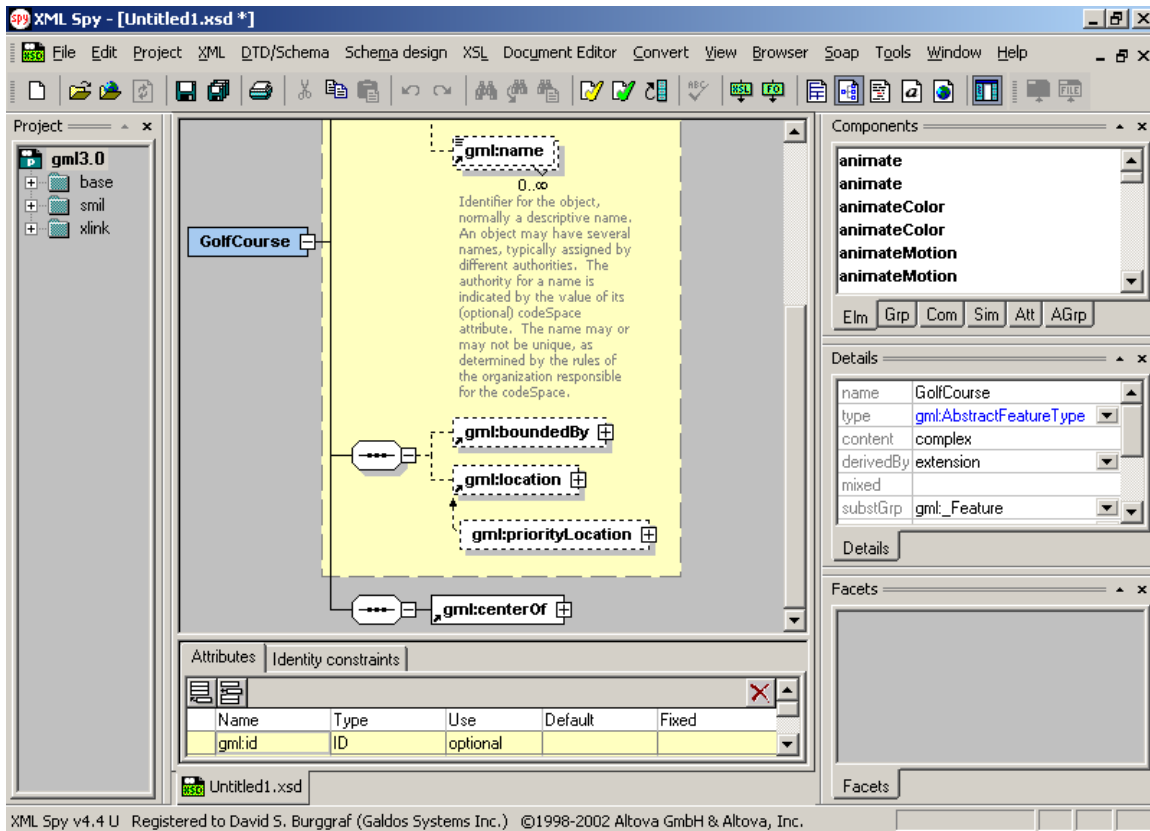 XML Spy - [Untitled1.xsd *]
File Edit Project XML DTD/Schema Schema design XSL Document Editor Convert View Browser Soap Tools Window Help
Project
gml3.0
base
smil
xlink
GolfCourse
gml:name
0..∞
Identifier for the object,
normally a descriptive name.
An object may have several
names, typically assigned by
different authorities. The
authority for a name is
indicated by the value of its
(optional) codeSpace
attribute. The name may or
may not be unique, as
determined by the rules of
the organization responsible
for the codeSpace.
gml:boundedBy
gml:location
gml:priorityLocation
gml:centerOf
Attributes Identity constraints
Name Type Use Default Fixed
gml:id ID optional
Untitled1.xsd
Components
animate
animate
animateColor
animateColor
animateMotion
animateMotion
Elm Grp Com Sim Att AGrp
Details
name GolfCourse
type gml:AbstractFeatureType
content complex
derivedBy extension
mixed
substGrp gml:_Feature
Details
Facets
Facets
XML Spy v4.4 U Registered to David S. Burggraf (Galdos Systems Inc.) ©1998-2002 Altova GmbH & Altova, Inc.